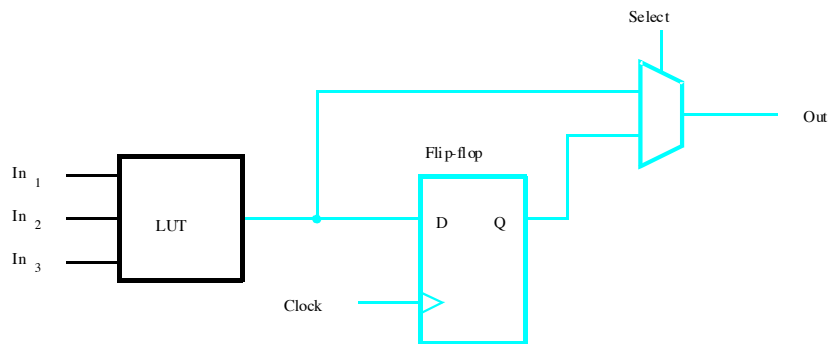 Select
Out
Flip-flop
In 1
In 2
In 3
LUT
D Q
Clock